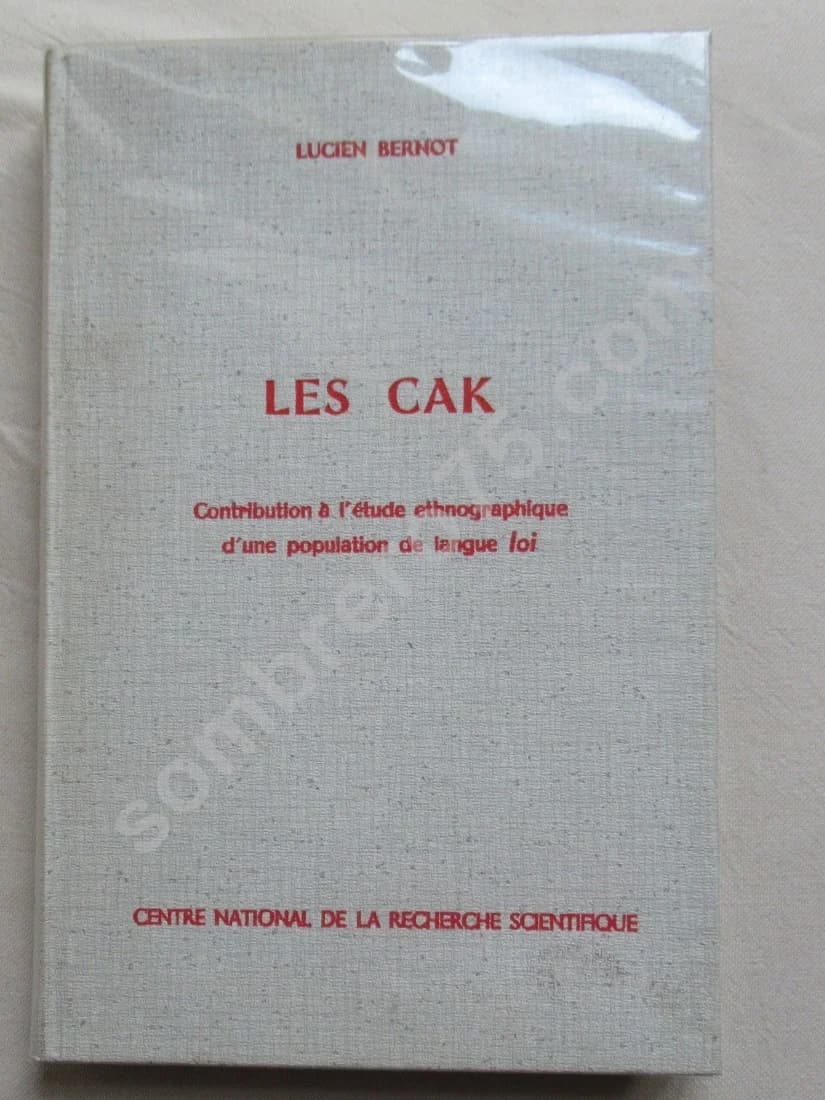 LUCIEN BERNOT
LES CAK
Contribution à l'étude ethnographique
d'une population de langue loi
CENTRE NATIONAL DE LA RECHERCHE SCIENTIFIQUE